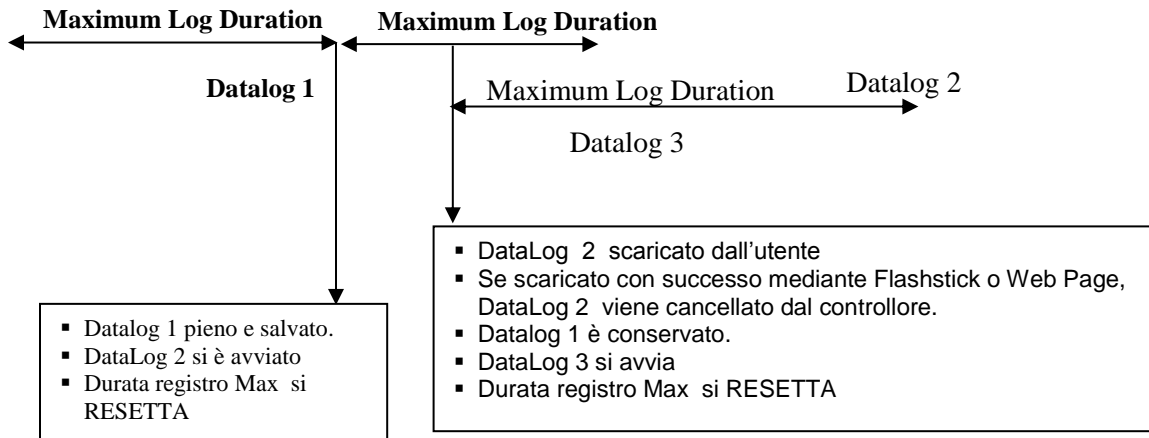 Maximum Log Duration
Maximum Log Duration
Datalog 1
Maximum Log Duration
Datalog 2
Datalog 3
▪ DataLog 2 scaricato dall'utente
▪ Se scaricato con successo mediante Flashstick o Web Page,
DataLog 2 viene cancellato dal controllore.
▪ Datalog 1 è conservato.
▪ DataLog 3 si avvia
▪ Durata registro Max si RESETTA
▪ Datalog 1 pieno e salvato.
▪ DataLog 2 si è avviato
▪ Durata registro Max si
RESETTA